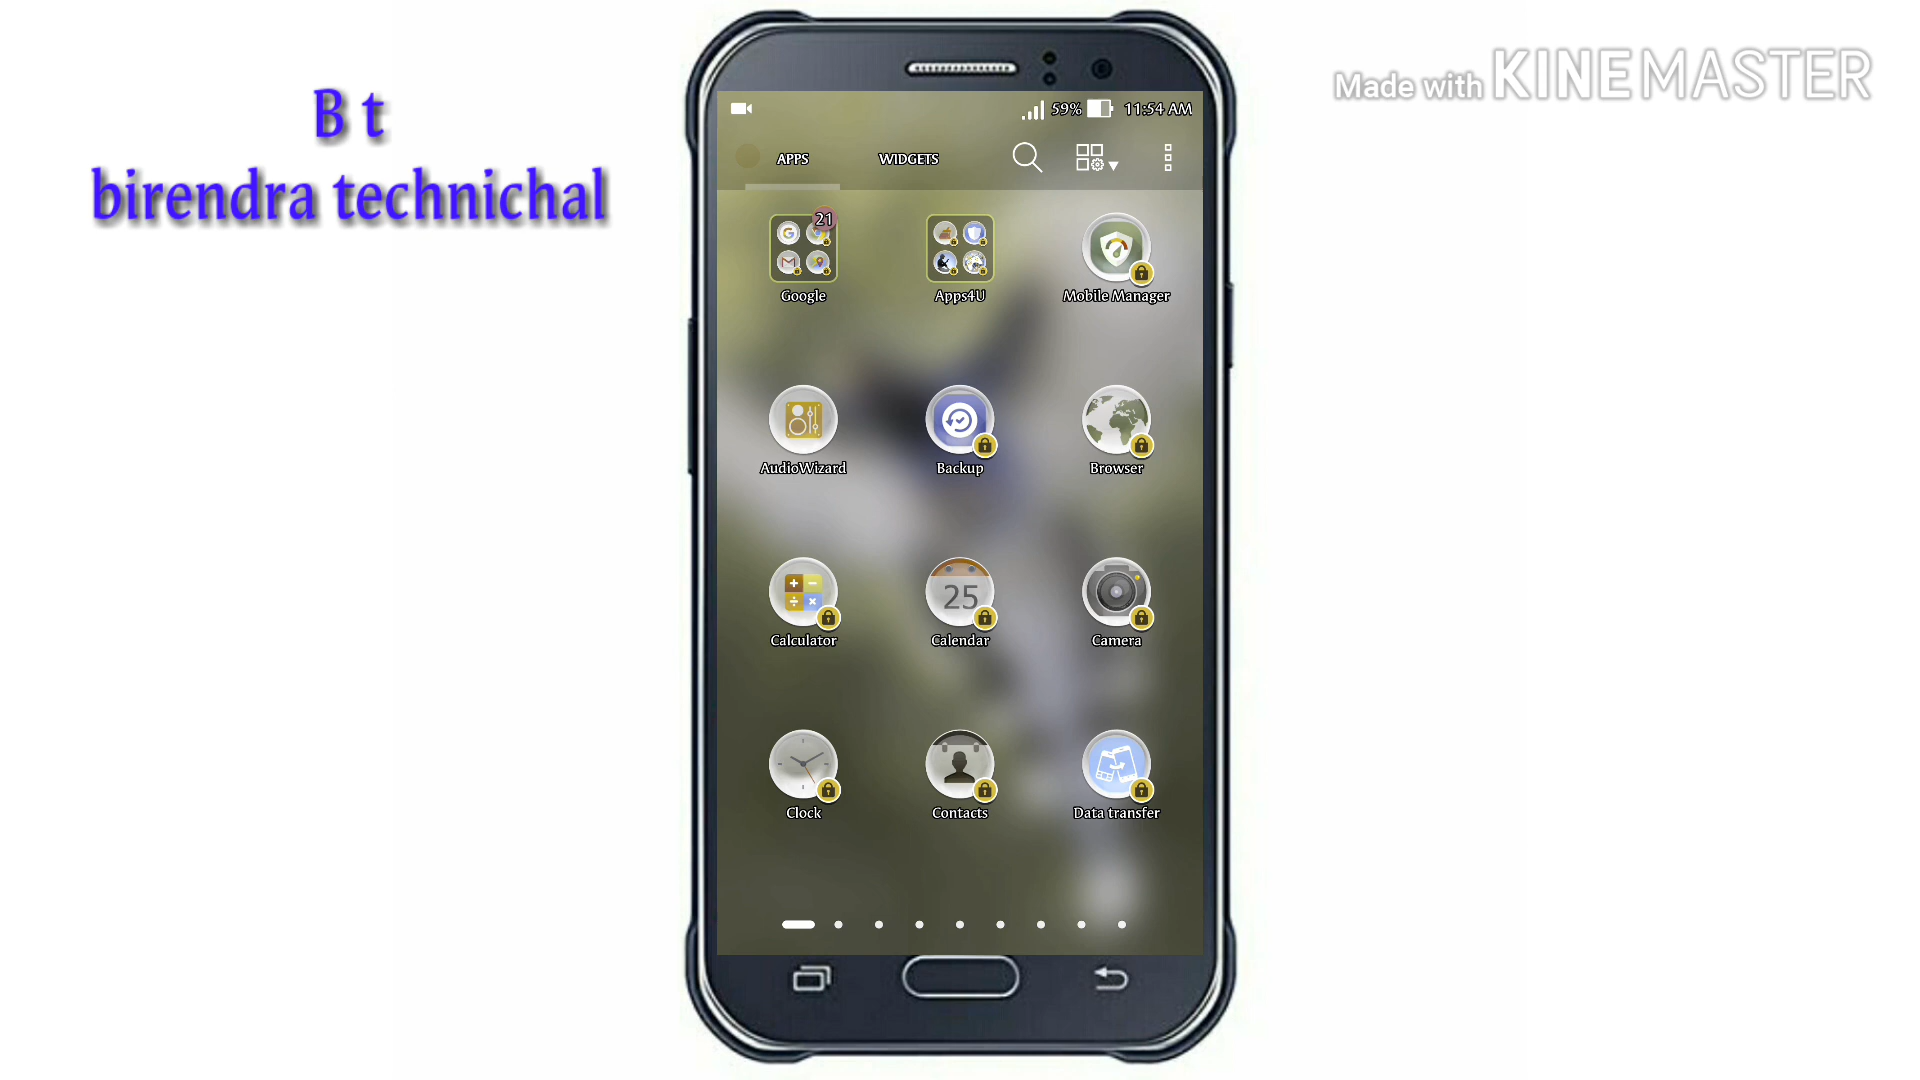 B t
birendra technichal
Made with KINEMASTER
59% 11:54 AM
APPS WIDGETS
21
Google Apps4U Mobile Manager
AudioWizard Backup Browser
25
Calculator Calendar Camera
Clock Contacts Data transfer